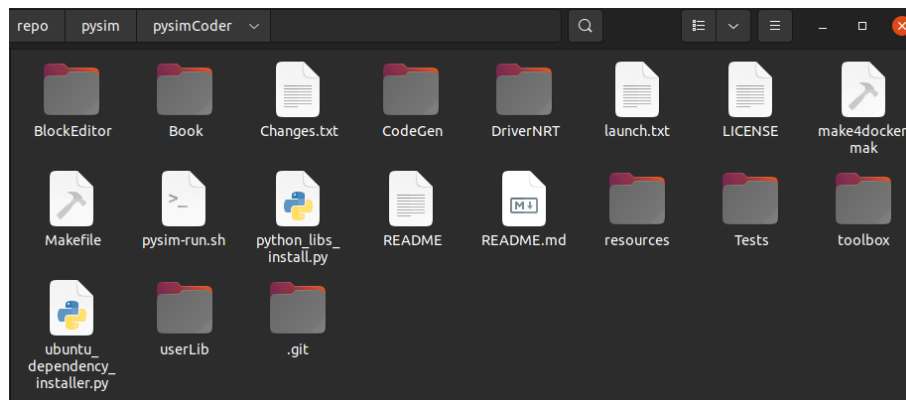 repo pysim pysimCoder
BlockEditor Book Changes.txt CodeGen DriverNRT launch.txt LICENSE make4docker.
mak
Makefile pysim-run.sh python_libs_ README README.md resources Tests toolbox
install.py
ubuntu_ userLib .git
dependency_
installer.py